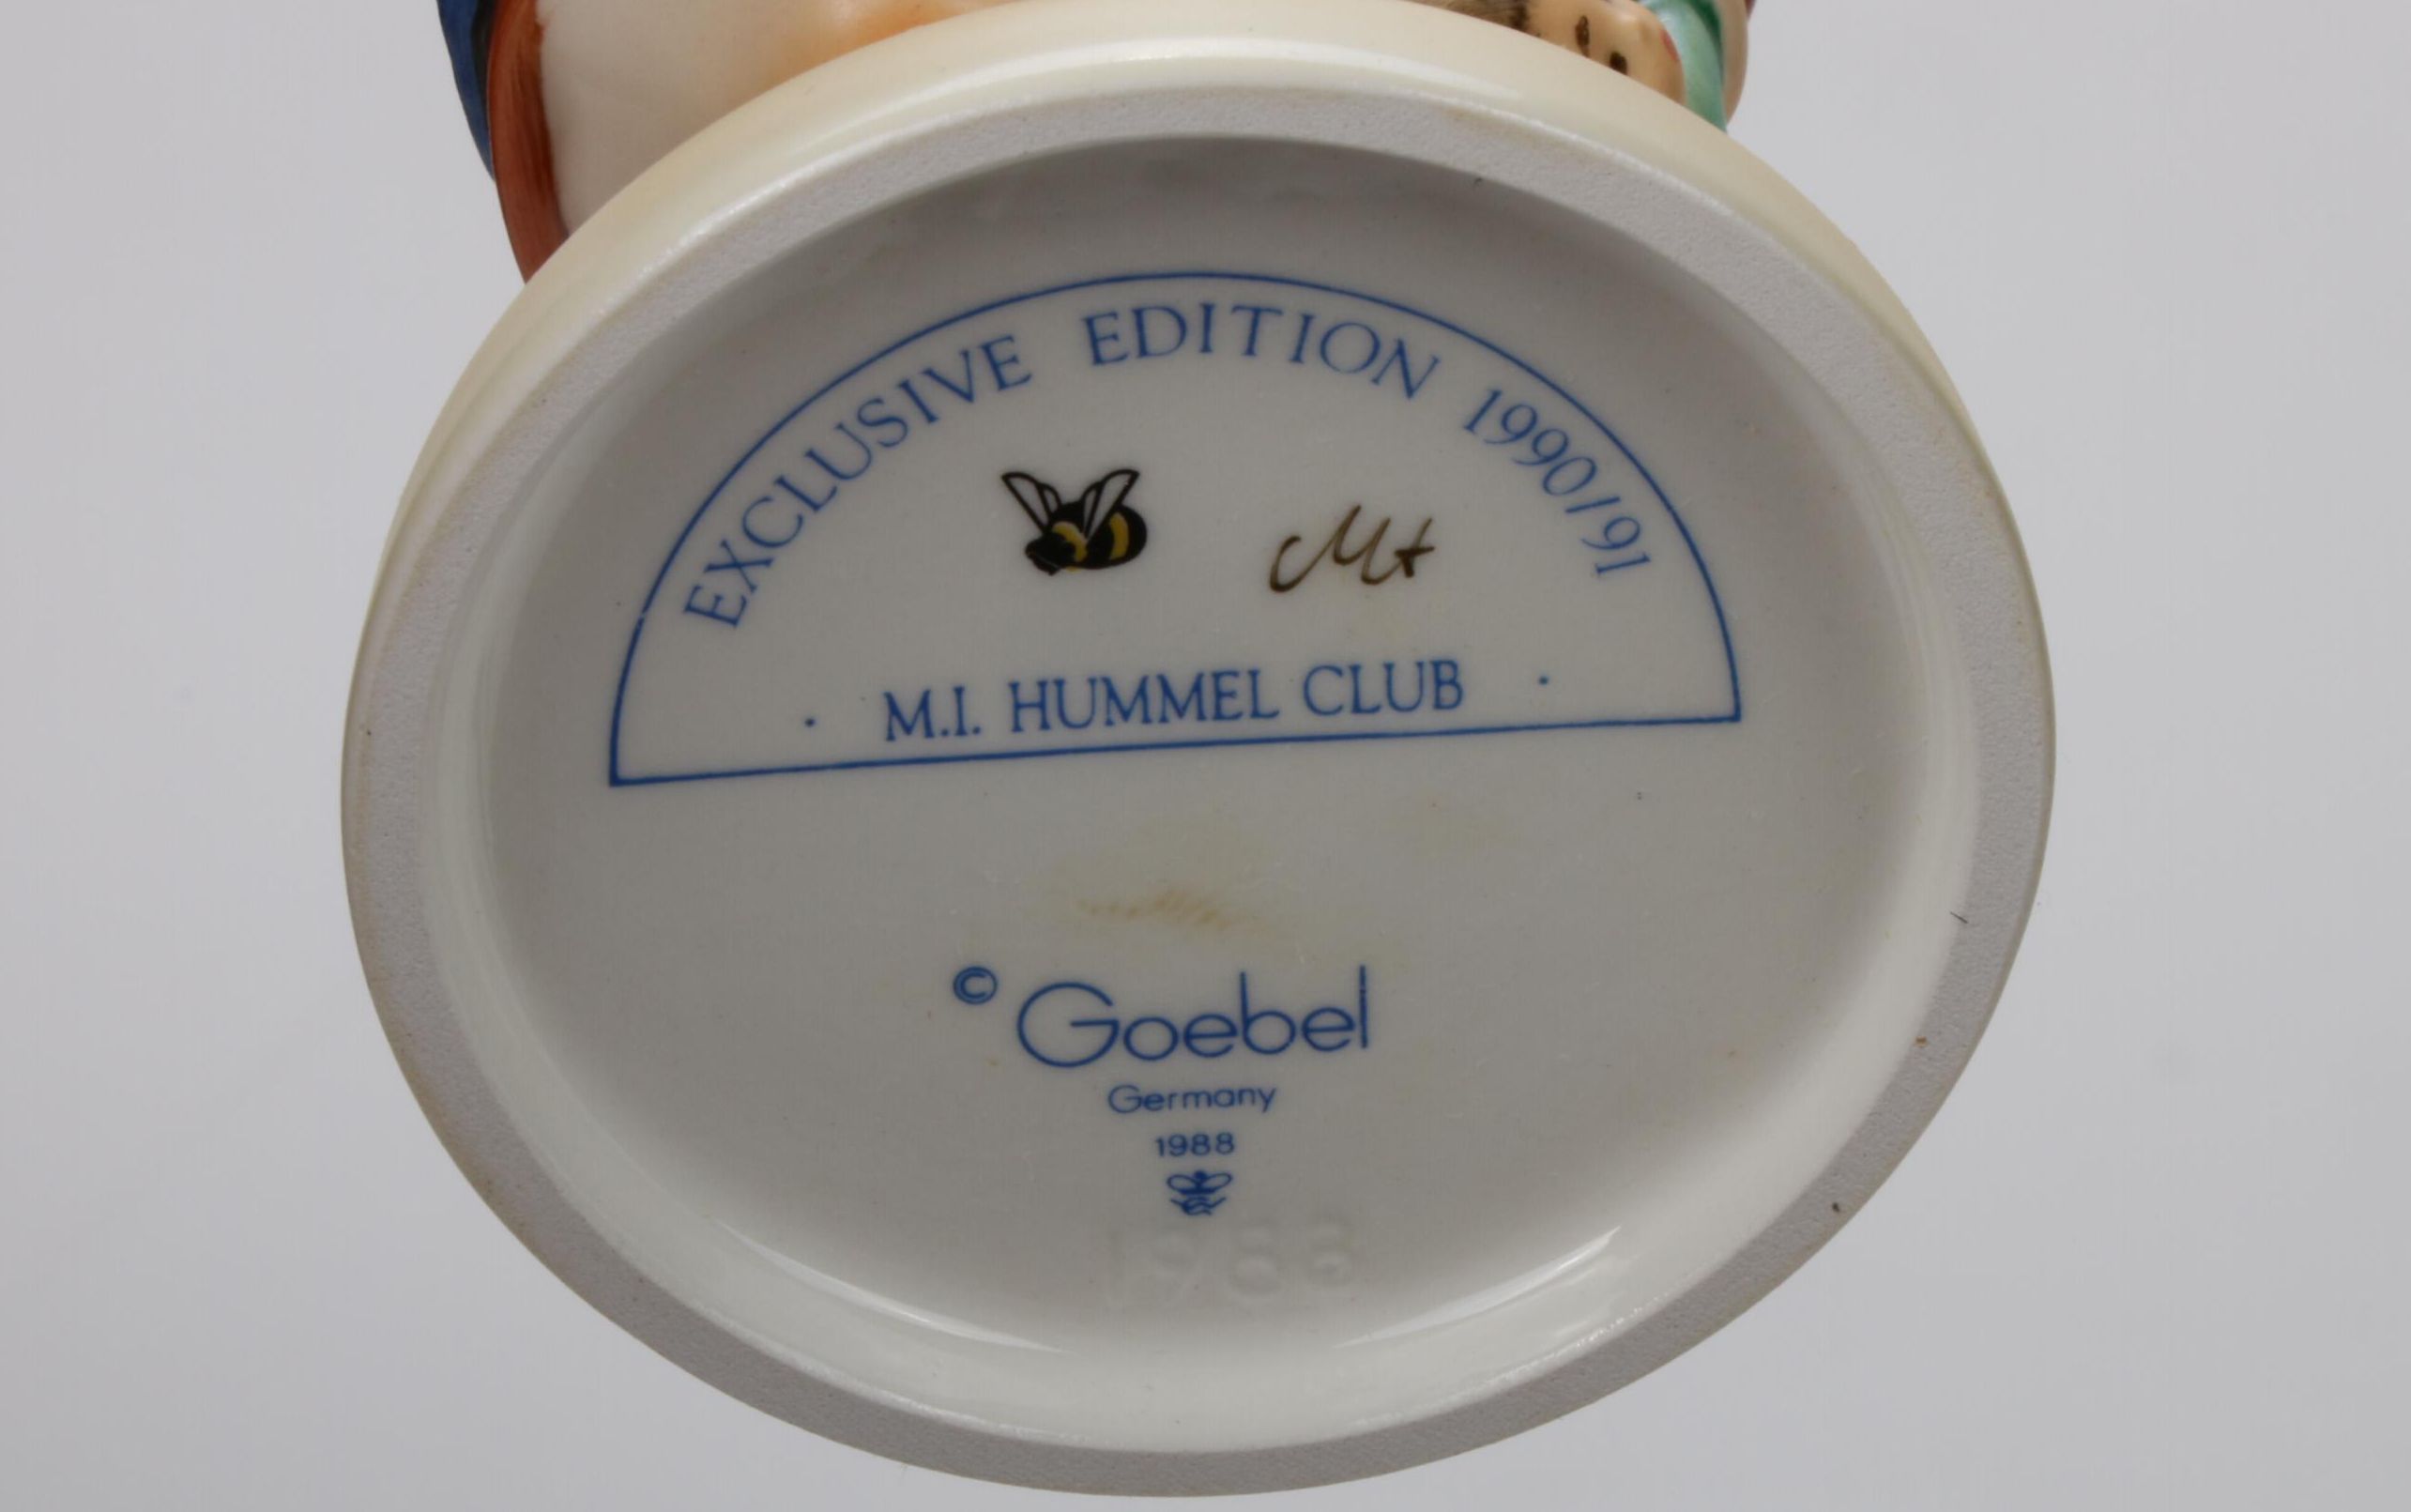 EXCLUSIVE EDITION 1990/91
· M.I. HUMMEL CLUB ·
© Goebel
Germany
1988
1988